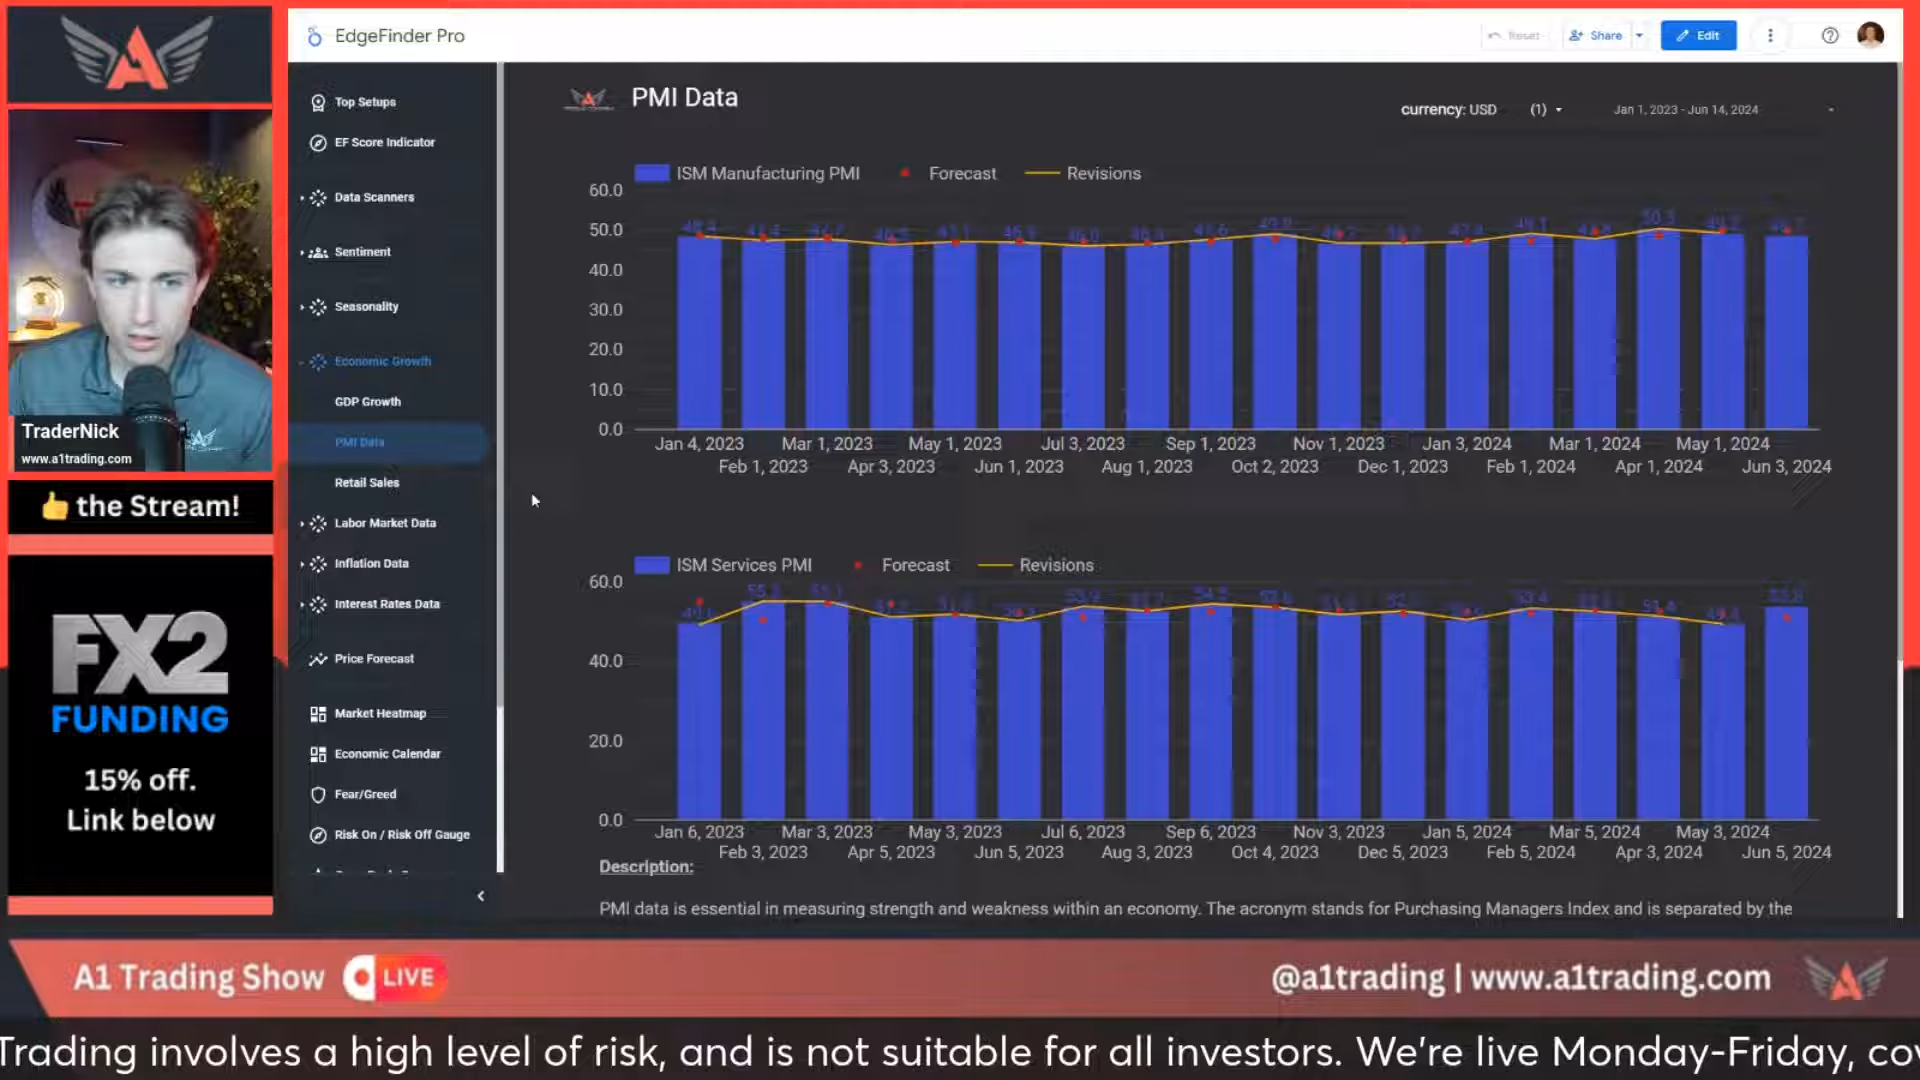 EdgeFinder Pro
Reset
Share
Edit
TraderNick
www.a1trading.com
👍 the Stream!
FX2
FUNDING
15% off.
Link below
Top Setups
EF Score Indicator
Data Scanners
Sentiment
Seasonality
Economic Growth
GDP Growth
PMI Data
Retail Sales
Labor Market Data
Inflation Data
Interest Rates Data
Price Forecast
Market Heatmap
Economic Calendar
Fear/Greed
Risk On / Risk Off Gauge
PMI Data
currency: USD (1)
Jan 1, 2023 - Jun 14, 2024
ISM Manufacturing PMI Forecast Revisions
60.0
50.0
40.0
30.0
20.0
10.0
0.0
Jan 4, 2023 Mar 1, 2023 May 1, 2023 Jul 3, 2023 Sep 1, 2023 Nov 1, 2023 Jan 3, 2024 Mar 1, 2024 May 1, 2024
Feb 1, 2023 Apr 3, 2023 Jun 1, 2023 Aug 1, 2023 Oct 2, 2023 Dec 1, 2023 Feb 1, 2024 Apr 1, 2024 Jun 3, 2024
ISM Services PMI Forecast Revisions
60.0
40.0
20.0
0.0
Jan 6, 2023 Mar 3, 2023 May 3, 2023 Jul 6, 2023 Sep 6, 2023 Nov 3, 2023 Jan 5, 2024 Mar 5, 2024 May 3, 2024
Feb 3, 2023 Apr 5, 2023 Jun 5, 2023 Aug 3, 2023 Oct 4, 2023 Dec 5, 2023 Feb 5, 2024 Apr 3, 2024 Jun 5, 2024
Description:
PMI data is essential in measuring strength and weakness within an economy. The acronym stands for Purchasing Managers Index and is separated by the
A1 Trading Show LIVE
@a1trading | www.a1trading.com
Trading involves a high level of risk, and is not suitable for all investors. We're live Monday-Friday, cov